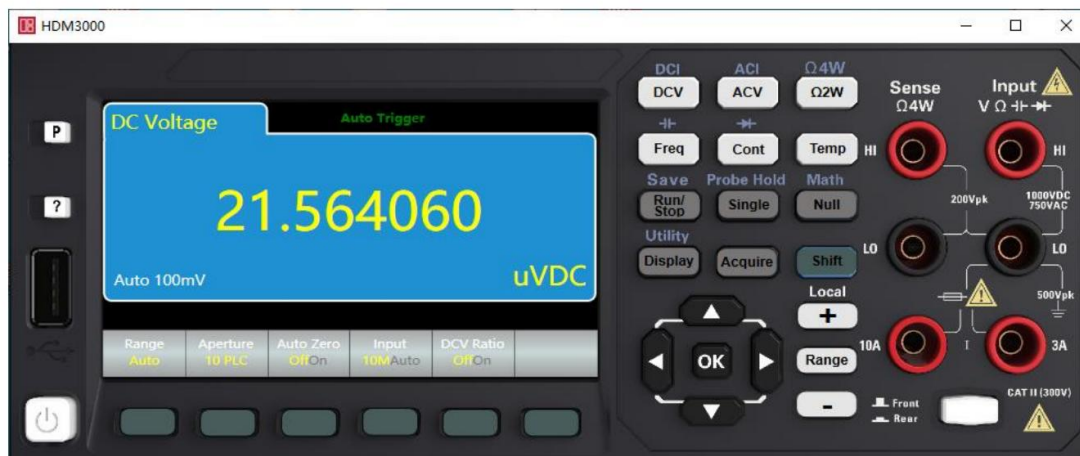 HDM3000
P
?
DC Voltage
Auto Trigger
21.564060
Auto 100mV
uVDC
Range
Auto
Aperture
10 PLC
Auto Zero
OffOn
Input
10MAuto
DCV Ratio
OffOn
DCI
DCV
ACI
ACV
Ω4W
Ω2W
Freq
Cont
Temp
Save
Run/
Stop
Probe Hold
Single
Math
Null
Utility
Display
Acquire
Shift
Local
+
OK
Range
-
Sense
Ω4W
Input
V Ω
HI
HI
200Vpk
1000VDC
750VAC
LO
LO
500Vpk
10A
I
3A
CAT II (300V)
Front
Rear